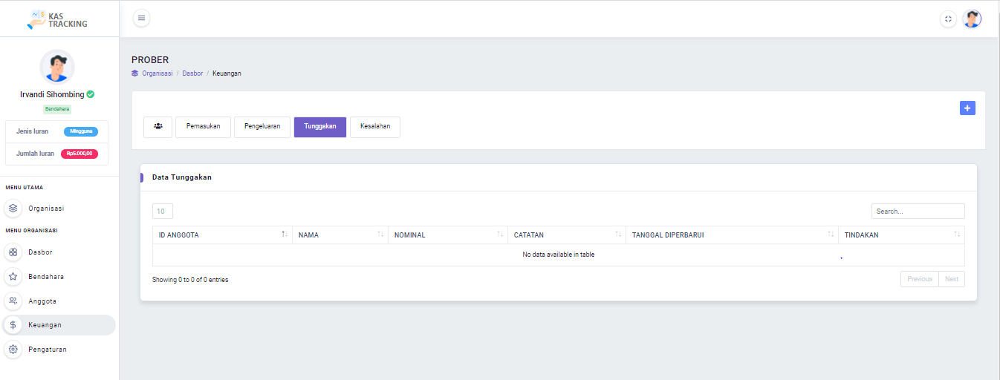 KAS
TRACKING
Irvandi Sihombing
Bendahara
Jenis Iuran Mingguna
Jumlah Iuran Rp5.000,00
MENU UTAMA
Organisasi
MENU ORGANISASI
Dasbor
Bendahara
Anggota
Keuangan
Pengaturan
PROBER
Organisasi / Dasbor / Keuangan
Pemasukan Pengeluaran Tunggakan Kesalahan
Data Tunggakan
10 Search...
ID ANGGOTA NAMA NOMINAL CATATAN TANGGAL DIPERBARUI TINDAKAN
No data available in table
Showing 0 to 0 of 0 entries Previous Next